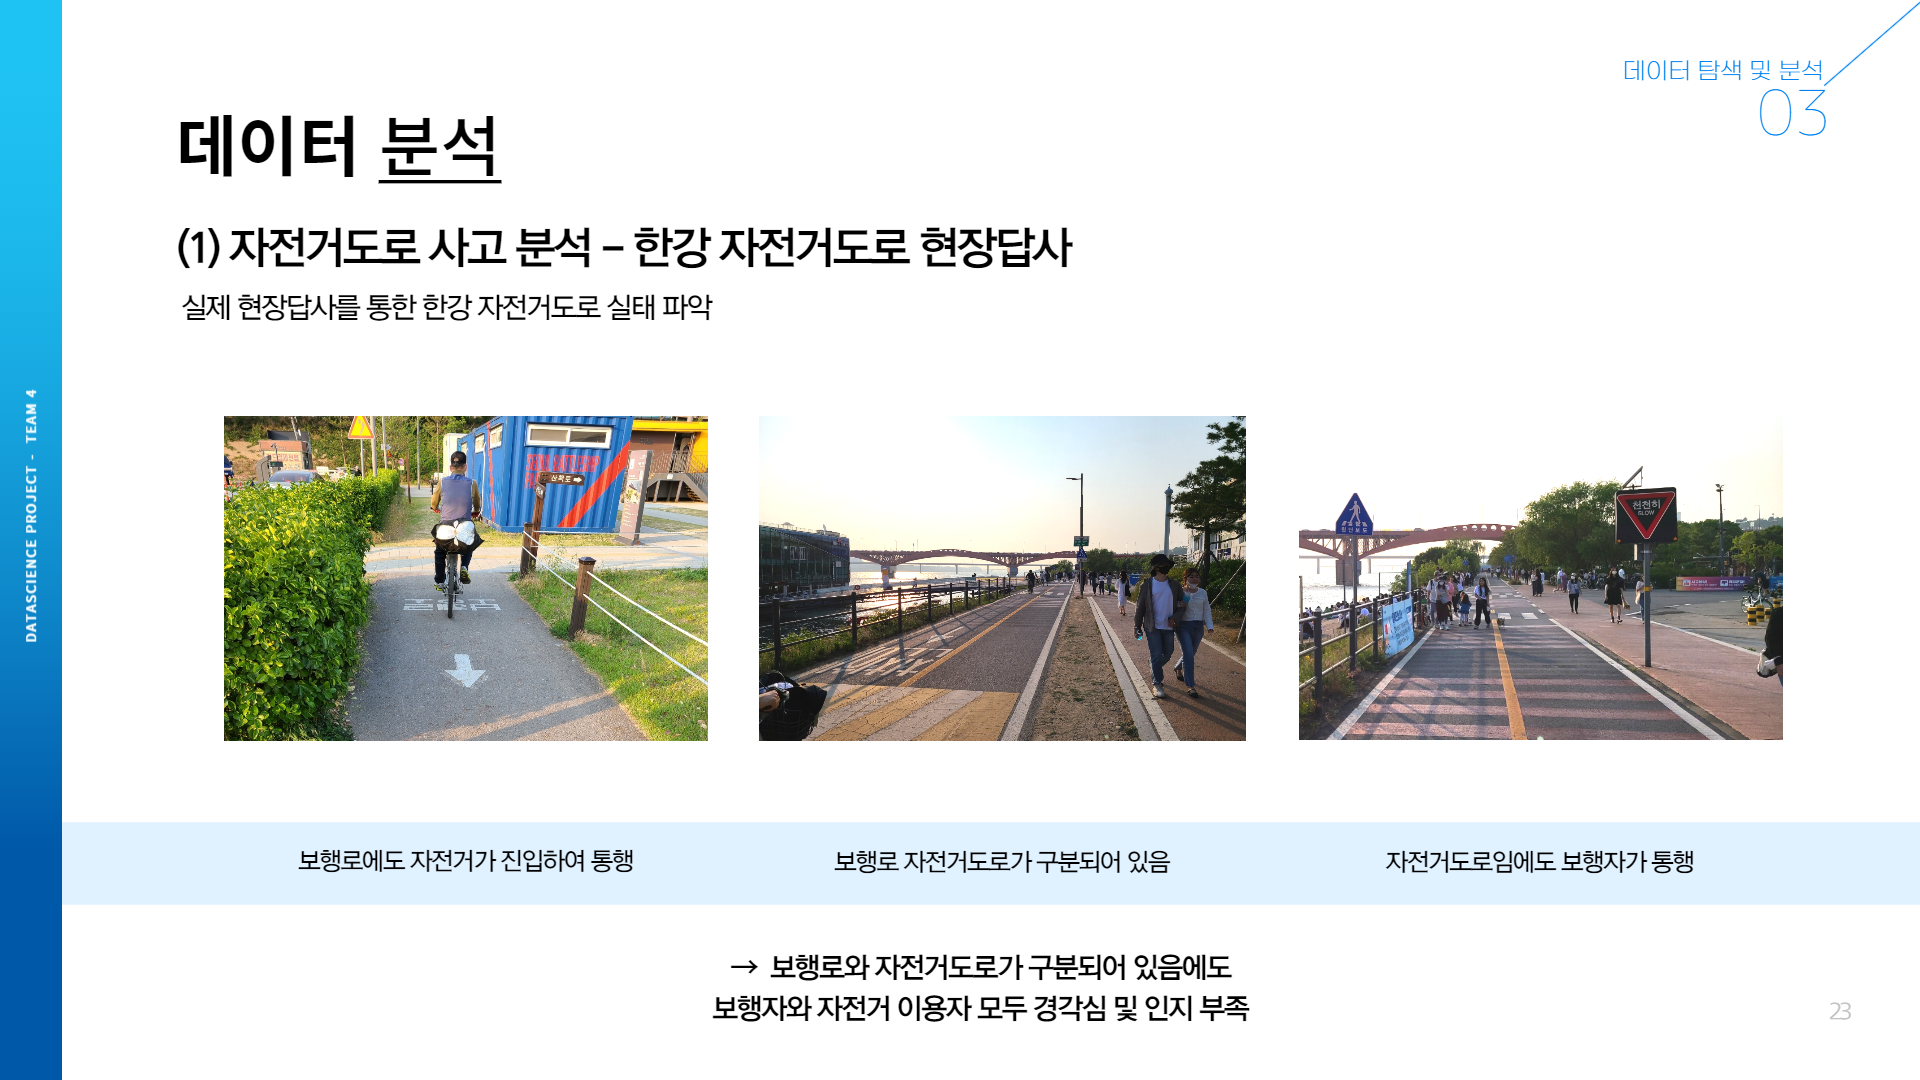 데이터 탐색 및 분석
03
데이터 분석
(1) 자전거도로 사고 분석 – 한강 자전거도로 현장답사
실제 현장답사를 통한 한강 자전거도로 실태 파악
DATASCIENCE PROJECT - TEAM 4
산책로
천천히
SLOW
보행로에도 자전거가 진입하여 통행
보행로 자전거도로가 구분되어 있음
자전거도로임에도 보행자가 통행
→ 보행로와 자전거도로가 구분되어 있음에도
보행자와 자전거 이용자 모두 경각심 및 인지 부족
23